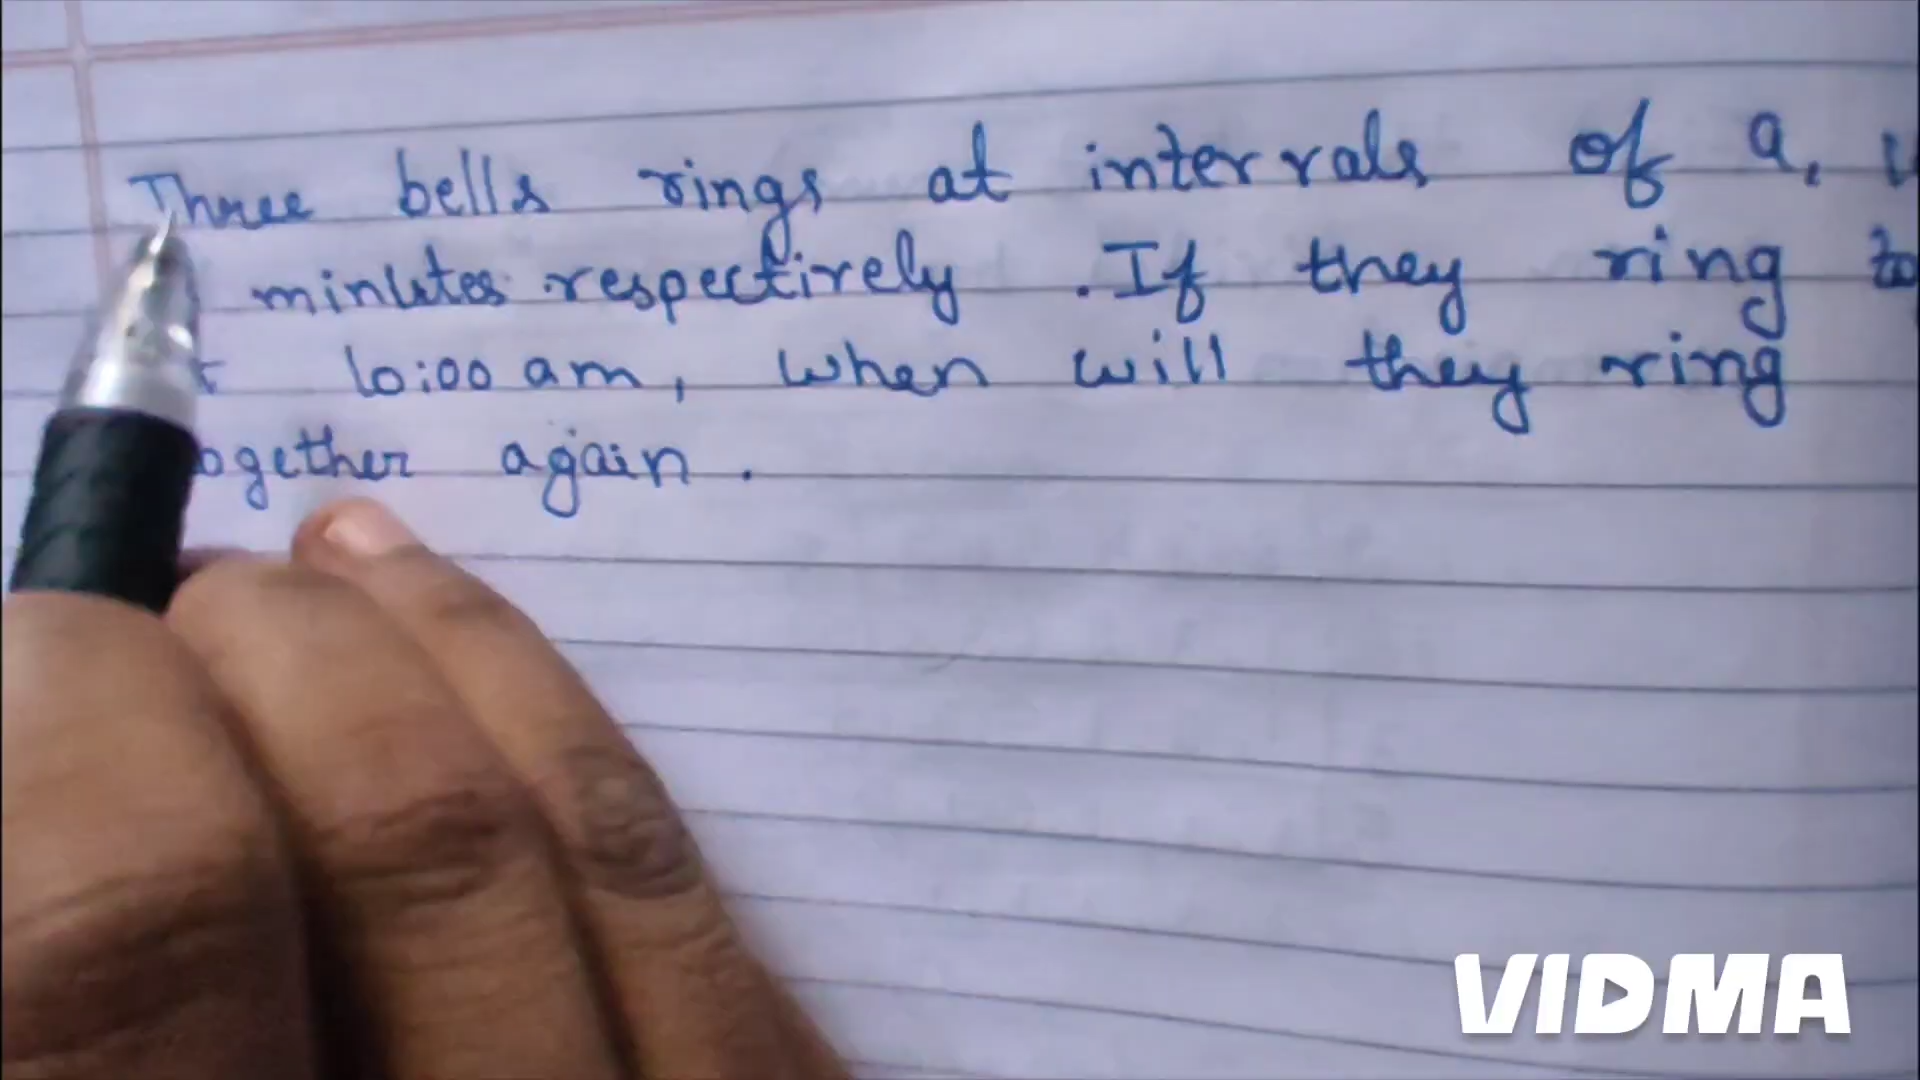 Three bells rings at intervals of 9,
minutes respectively . If they ring
10:00 am, when will they ring
together again .
VIDMA